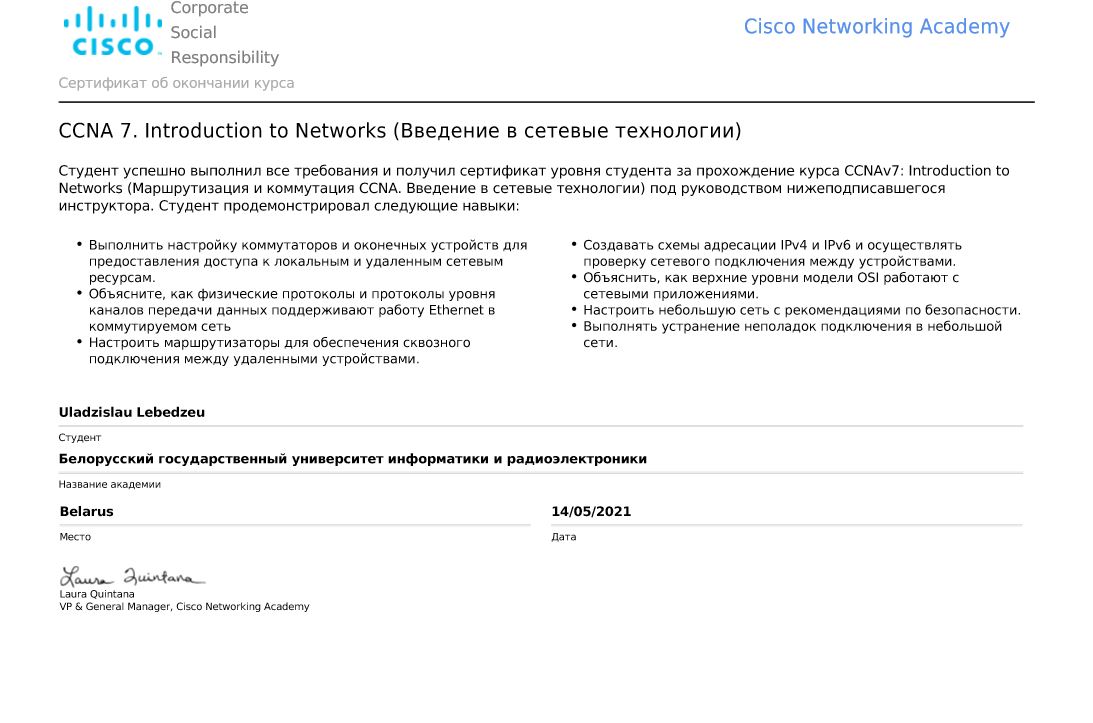 Corporate
Social
Responsibility
CISCO
Cisco Networking Academy
Сертификат об окончании курса
CCNA 7. Introduction to Networks (Введение в сетевые технологии)
Студент успешно выполнил все требования и получил сертификат уровня студента за прохождение курса CCNAv7: Introduction to
Networks (Маршрутизация и коммутация CCNA. Введение в сетевые технологии) под руководством нижеподписавшегося
инструктора. Студент продемонстрировал следующие навыки:
• Выполнить настройку коммутаторов и оконечных устройств для
предоставления доступа к локальным и удаленным сетевым
ресурсам.
• Объясните, как физические протоколы и протоколы уровня
каналов передачи данных поддерживают работу Ethernet в
коммутируемом сеть
• Настроить маршрутизаторы для обеспечения сквозного
подключения между удаленными устройствами.
• Создавать схемы адресации IPv4 и IPv6 и осуществлять
проверку сетевого подключения между устройствами.
• Объяснить, как верхние уровни модели OSI работают с
сетевыми приложениями.
• Настроить небольшую сеть с рекомендациями по безопасности.
• Выполнять устранение неполадок подключения в небольшой
сети.
Uladzislau Lebedzeu
Студент
Белорусский государственный университет информатики и радиоэлектроники
Название академии
Belarus
Место
14/05/2021
Дата
Laura Quintana
Laura Quintana
VP & General Manager, Cisco Networking Academy